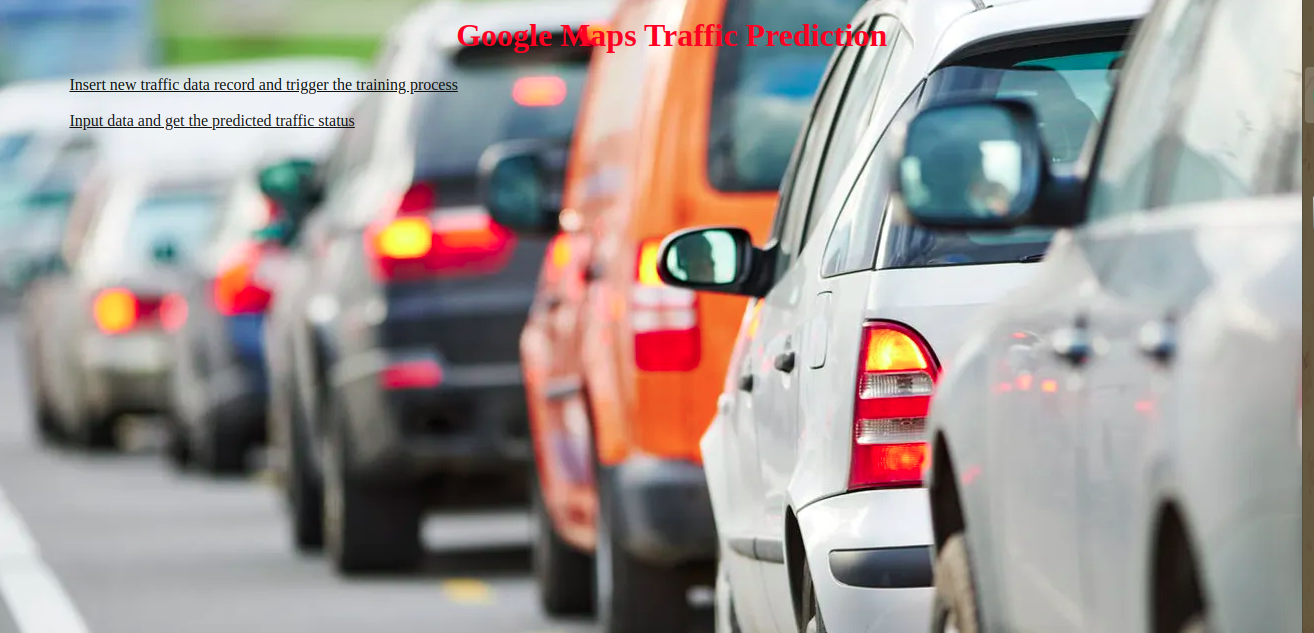 Google Maps Traffic Prediction
Insert new traffic data record and trigger the training process
Input data and get the predicted traffic status